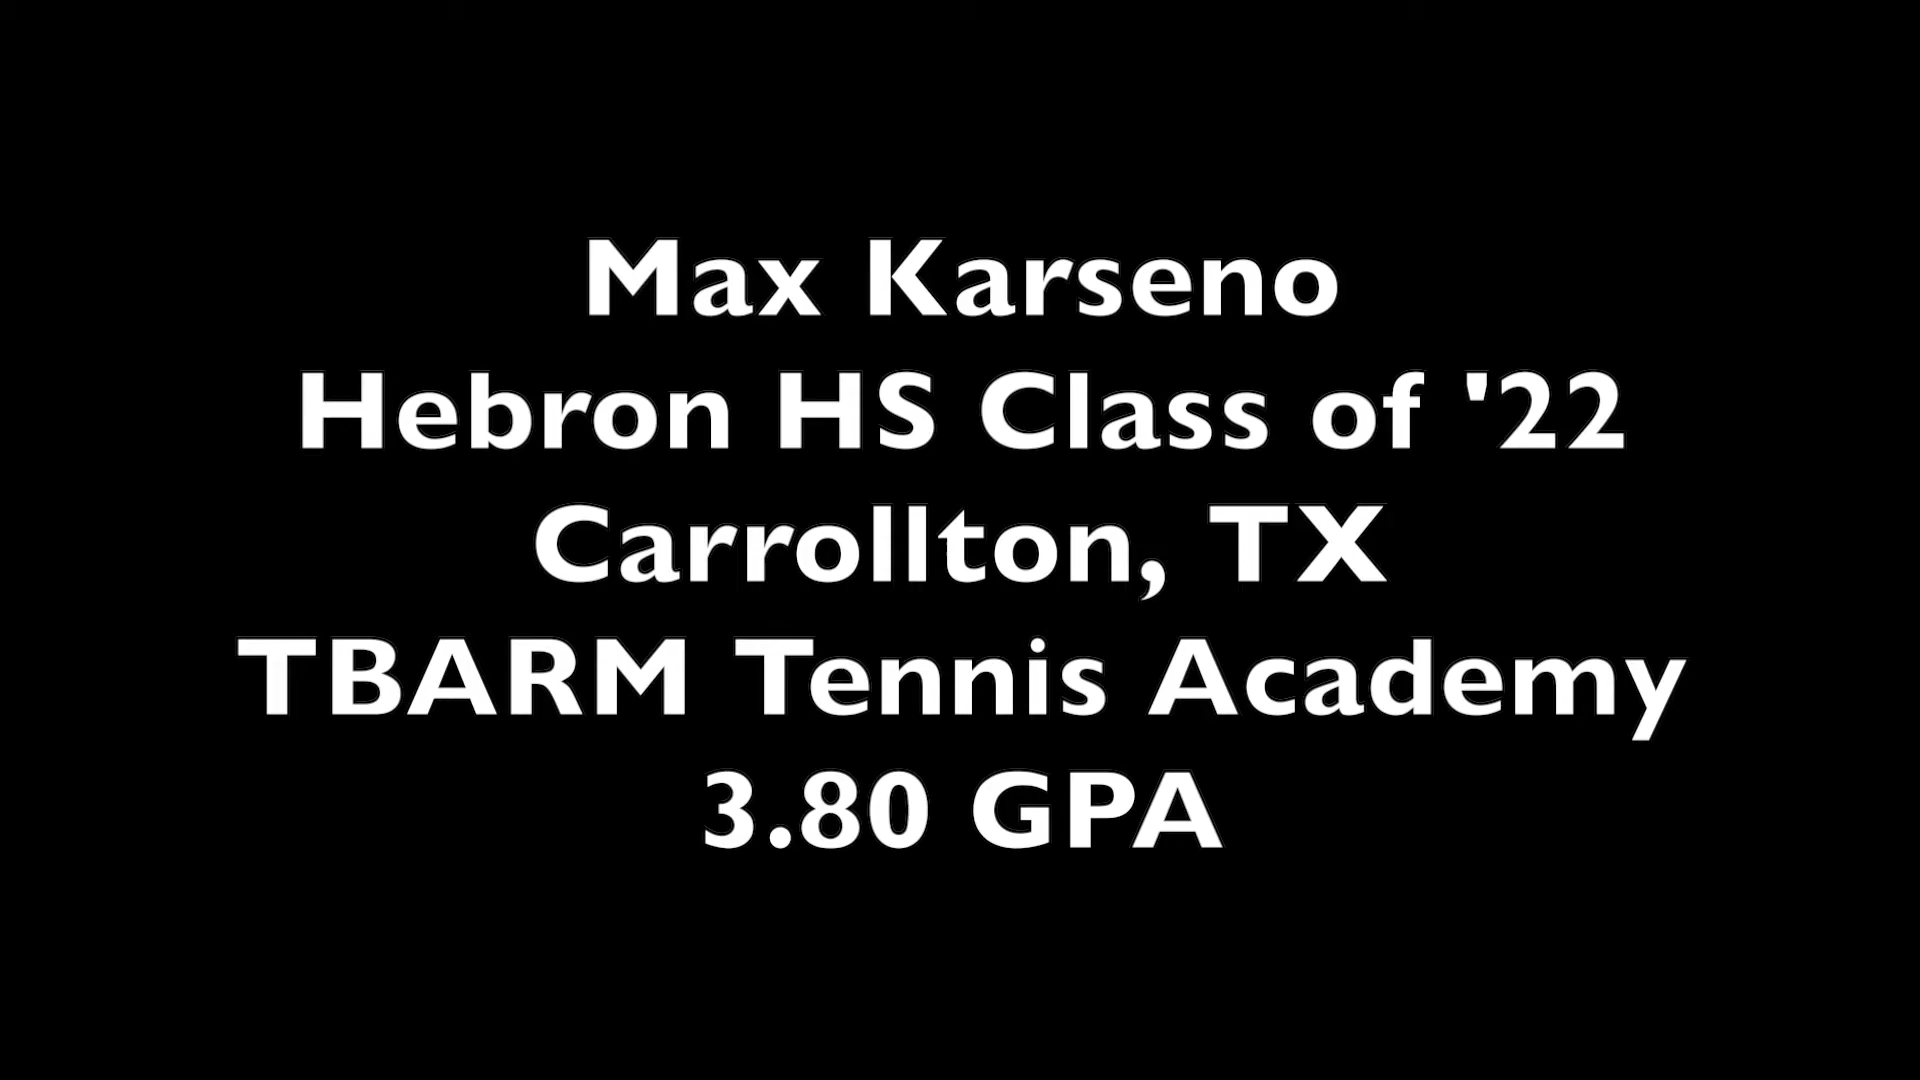 Max Karseno
Hebron HS Class of '22
Carrollton, TX
TBARM Tennis Academy
3.80 GPA